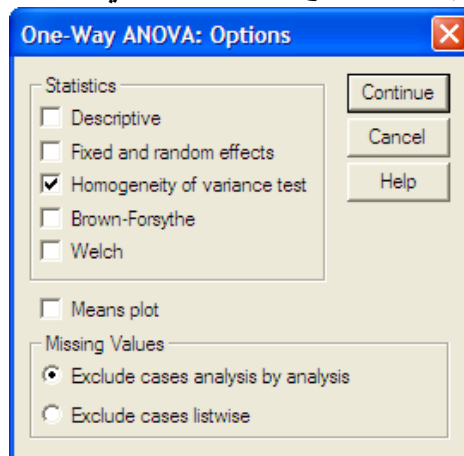 One-Way ANOVA: Options
Statistics
Descriptive
Fixed and random effects
Homogeneity of variance test
Brown-Forsythe
Welch
Continue
Cancel
Help
Means plot
Missing Values
Exclude cases analysis by analysis
Exclude cases listwise